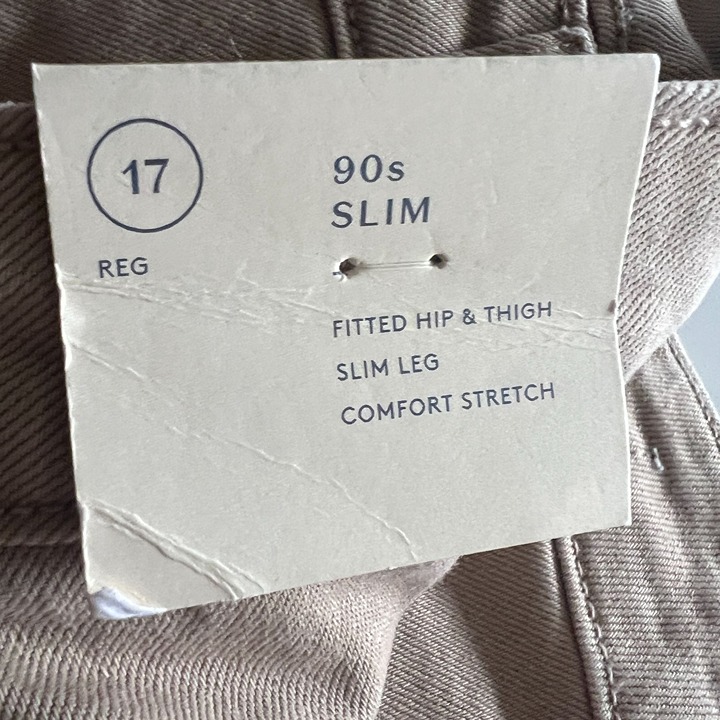 17
REG
90s
SLIM
FITTED HIP & THIGH
SLIM LEG
COMFORT STRETCH